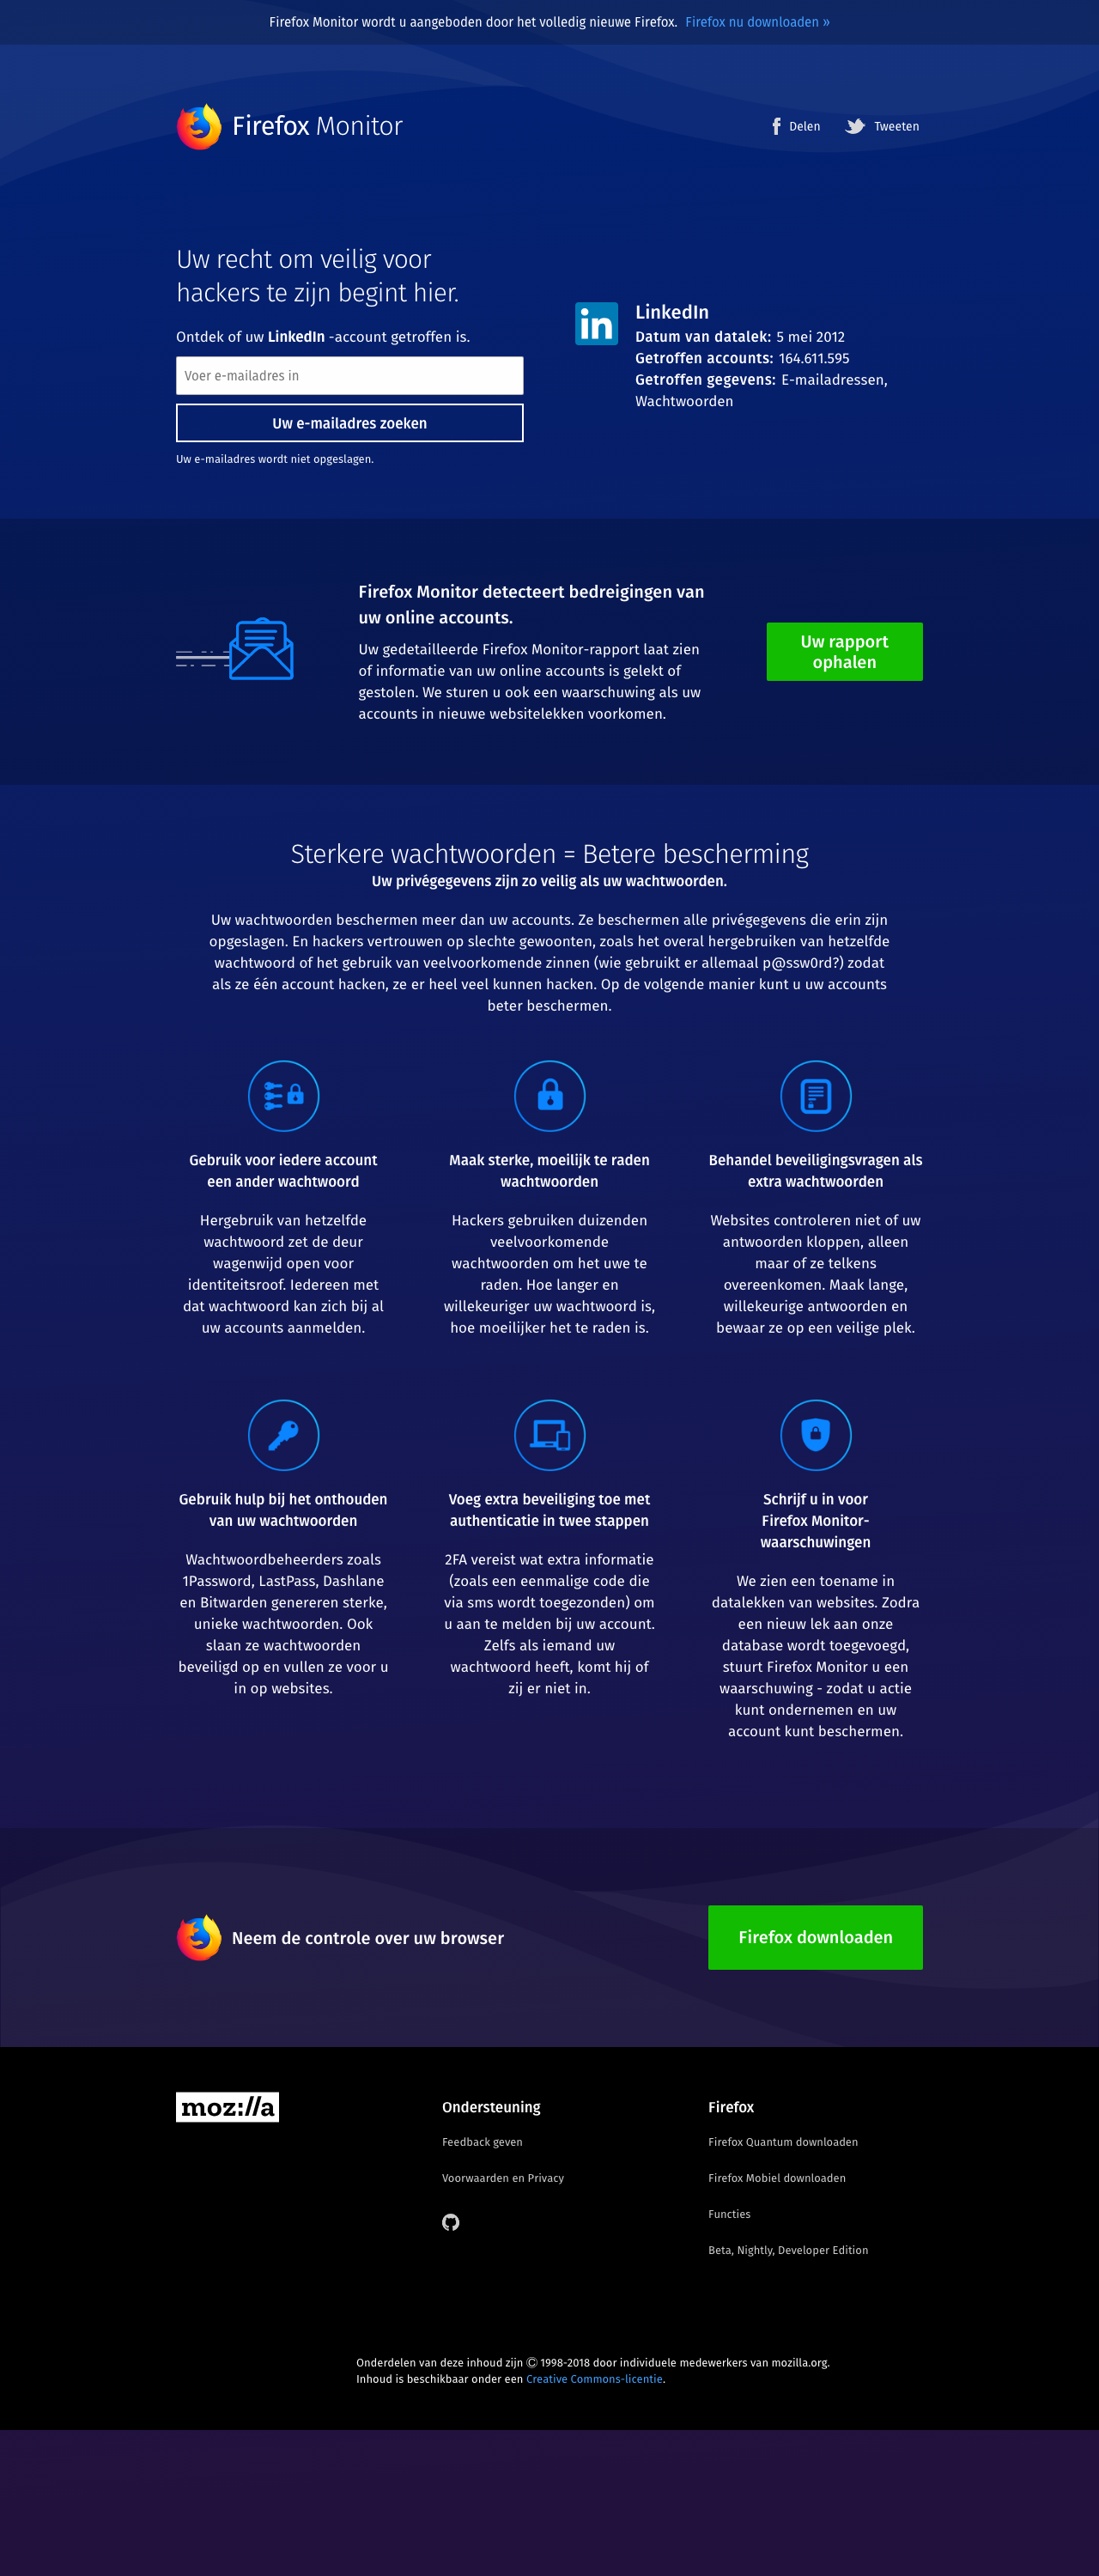 Firefox Monitor wordt u aangeboden door het volledig nieuwe Firefox. Firefox nu downloaden »
Firefox Monitor
Delen
Tweeten
Uw recht om veilig voor
hackers te zijn begint hier.
Ontdek of uw LinkedIn -account getroffen is.
Voer e-mailadres in
Uw e-mailadres zoeken
Uw e-mailadres wordt niet opgeslagen.
in
LinkedIn
Datum van datalek: 5 mei 2012
Getroffen accounts: 164.611.595
Getroffen gegevens: E-mailadressen,
Wachtwoorden
Firefox Monitor detecteert bedreigingen van
uw online accounts.
Uw gedetailleerde Firefox Monitor-rapport laat zien
of informatie van uw online accounts is gelekt of
gestolen. We sturen u ook een waarschuwing als uw
accounts in nieuwe websitelekken voorkomen.
Uw rapport
ophalen
Sterkere wachtwoorden = Betere bescherming
Uw privégegevens zijn zo veilig als uw wachtwoorden.
Uw wachtwoorden beschermen meer dan uw accounts. Ze beschermen alle privégegevens die erin zijn
opgeslagen. En hackers vertrouwen op slechte gewoonten, zoals het overal hergebruiken van hetzelfde
wachtwoord of het gebruik van veelvoorkomende zinnen (wie gebruikt er allemaal p@ssw0rd?) zodat
als ze één account hacken, ze er heel veel kunnen hacken. Op de volgende manier kunt u uw accounts
beter beschermen.
Gebruik voor iedere account
een ander wachtwoord
Hergebruik van hetzelfde
wachtwoord zet de deur
wagenwijd open voor
identiteitsroof. Iedereen met
dat wachtwoord kan zich bij al
uw accounts aanmelden.
Maak sterke, moeilijk te raden
wachtwoorden
Hackers gebruiken duizenden
veelvoorkomende
wachtwoorden om het uwe te
raden. Hoe langer en
willekeuriger uw wachtwoord is,
hoe moeilijker het te raden is.
Behandel beveiligingsvragen als
extra wachtwoorden
Websites controleren niet of uw
antwoorden kloppen, alleen
maar of ze telkens
overeenkomen. Maak lange,
willekeurige antwoorden en
bewaar ze op een veilige plek.
Gebruik hulp bij het onthouden
van uw wachtwoorden
Wachtwoordbeheerders zoals
1Password, LastPass, Dashlane
en Bitwarden genereren sterke,
unieke wachtwoorden. Ook
slaan ze wachtwoorden
beveiligd op en vullen ze voor u
in op websites.
Voeg extra beveiliging toe met
authenticatie in twee stappen
2FA vereist wat extra informatie
(zoals een eenmalige code die
via sms wordt toegezonden) om
u aan te melden bij uw account.
Zelfs als iemand uw
wachtwoord heeft, komt hij of
zij er niet in.
Schrijf u in voor
Firefox Monitor-
waarschuwingen
We zien een toename in
datalekken van websites. Zodra
een nieuw lek aan onze
database wordt toegevoegd,
stuurt Firefox Monitor u een
waarschuwing - zodat u actie
kunt ondernemen en uw
account kunt beschermen.
Neem de controle over uw browser
Firefox downloaden
moz://a
Ondersteuning
Feedback geven
Voorwaarden en Privacy
Firefox
Firefox Quantum downloaden
Firefox Mobiel downloaden
Functies
Beta, Nightly, Developer Edition
Onderdelen van deze inhoud zijn © 1998-2018 door individuele medewerkers van mozilla.org.
Inhoud is beschikbaar onder een Creative Commons-licentie.